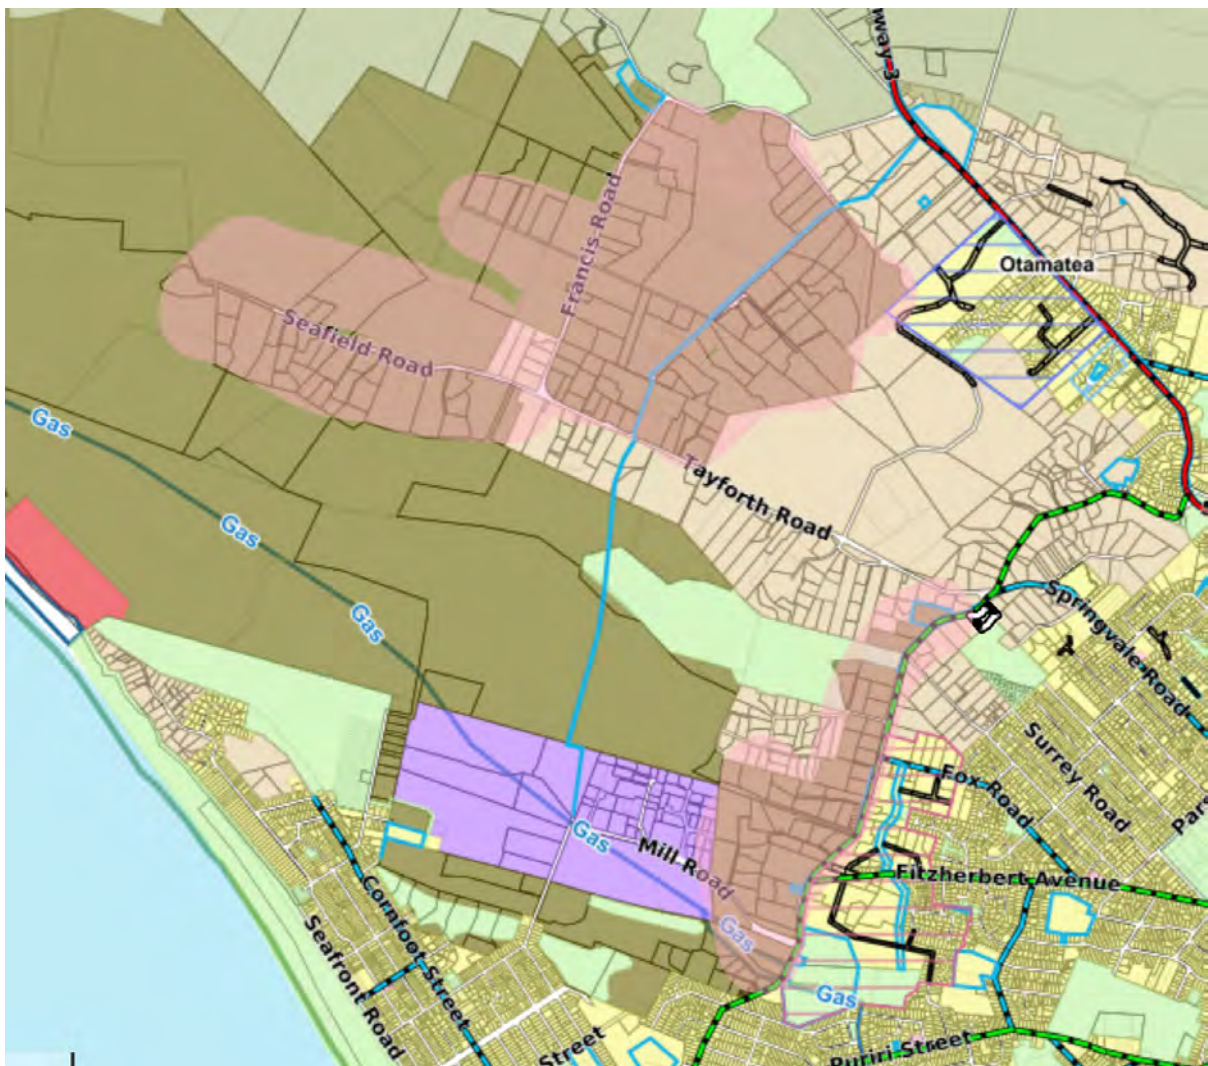 way 3
Francis Road
Otamatea
Seafield Road
Gas
Tayforth Road
Gas
Gas
Springvale Road
Surrey Road
Fox Road
Par
Gas
Mill Road
Fitzherbert Avenue
Gas
Cornfoot Street
Seafront Road
Gas
Street
Puriri Street